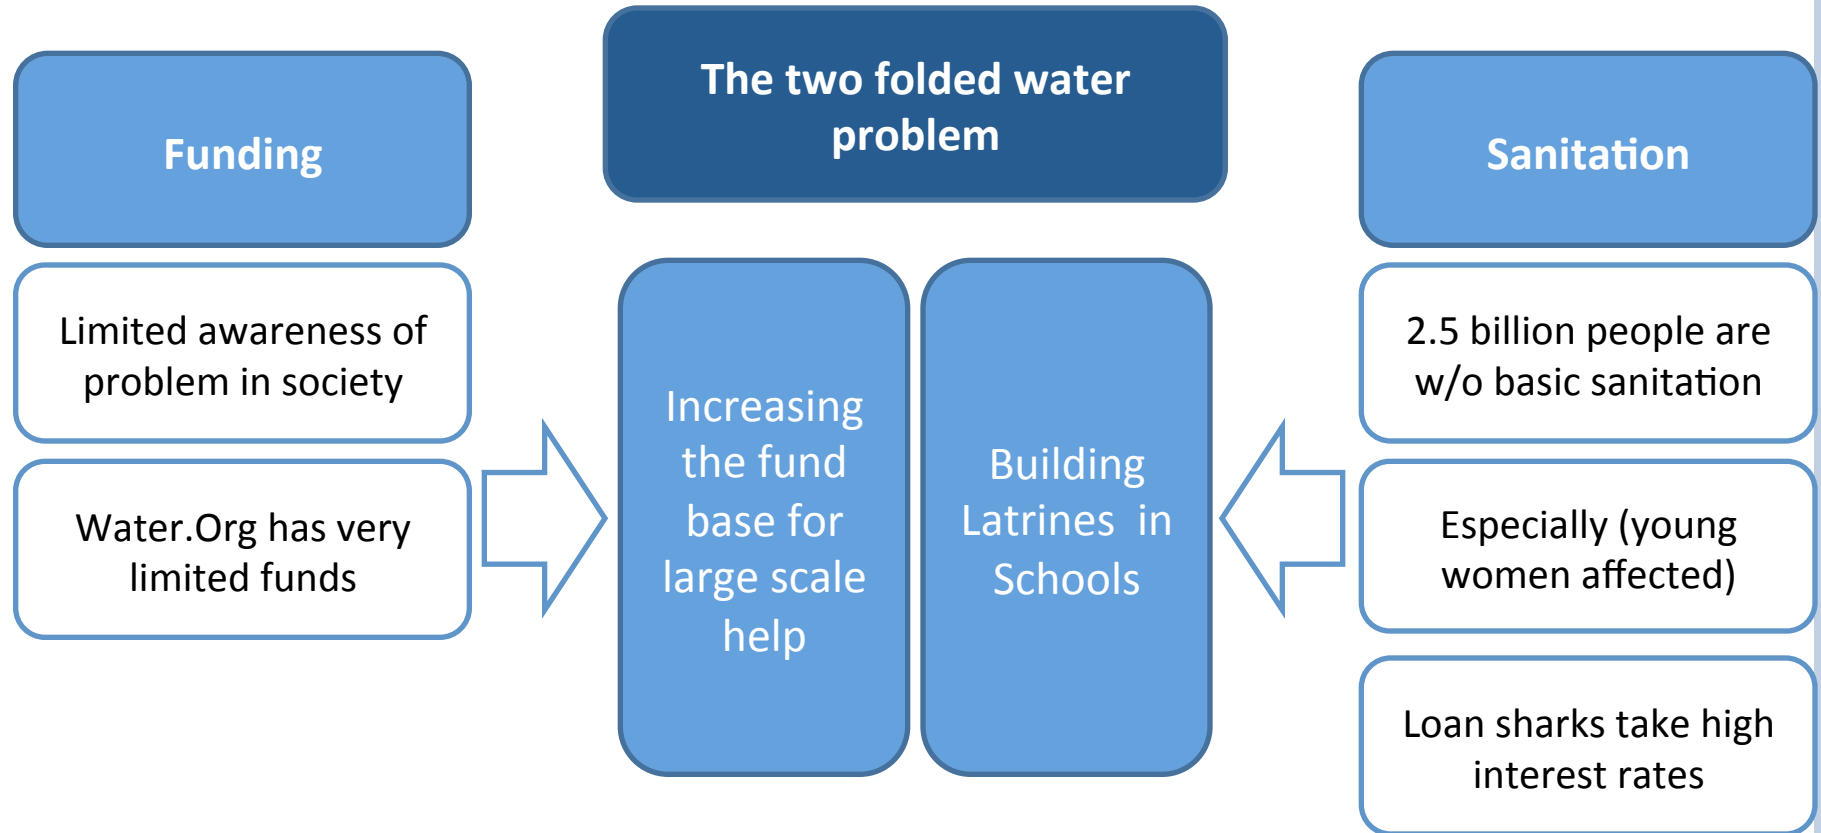 The two folded water
problem
Funding
Limited awareness of
problem in society
Water.Org has very
limited funds
Increasing
the fund
base for
large scale
help
Building
Latrines  in
Schools
Sanitation
2.5 billion people are
w/o basic sanitation
Especially (young
women affected)
Loan sharks take high
interest rates